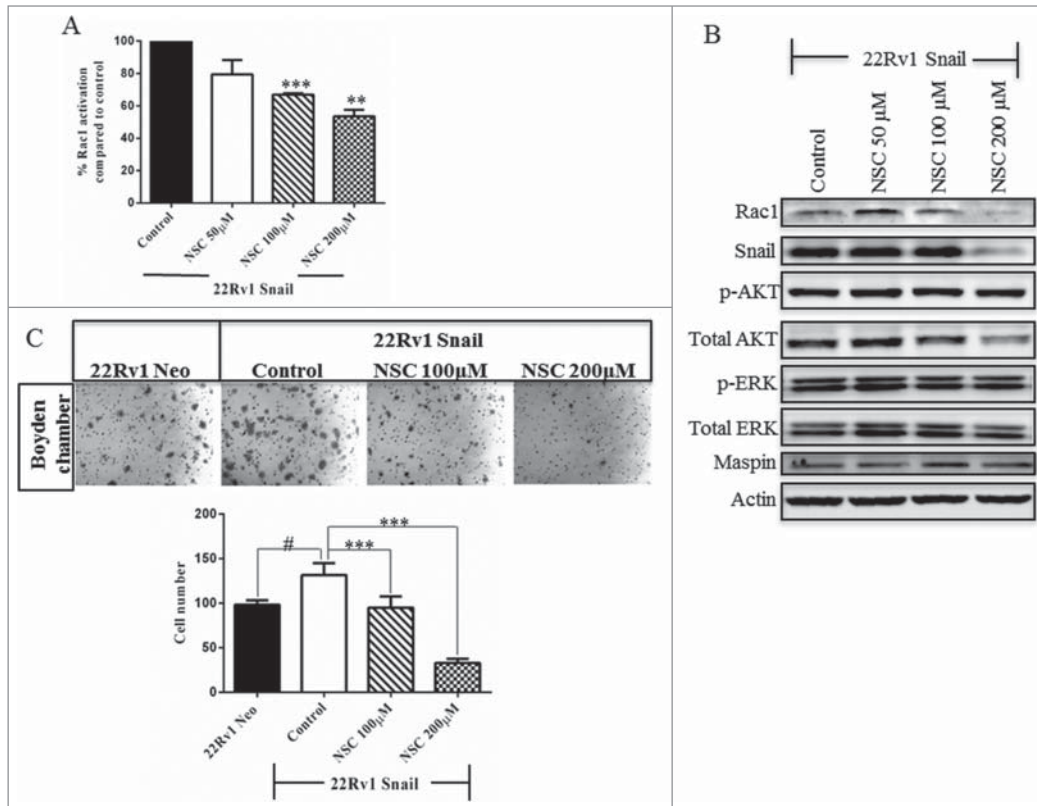 A
% Rac1 activation
compared to control
100
80
60
40
20
0
***
**
Control
NSC 50µM
NSC 100µM
NSC 200µM
22Rv1 Snail
B
22Rv1 Snail
Control
NSC 50 µM
NSC 100 µM
NSC 200 µM
Rac1
Snail
p-AKT
Total AKT
p-ERK
Total ERK
Maspin
Actin
C
22Rv1 Snail
22Rv1 Neo
Control
NSC 100µM
NSC 200µM
Boyden
chamber
Cell number
200
150
100
50
0
#
***
***
22Rv1 Neo
Control
NSC 100µM
NSC 200µM
22Rv1 Snail